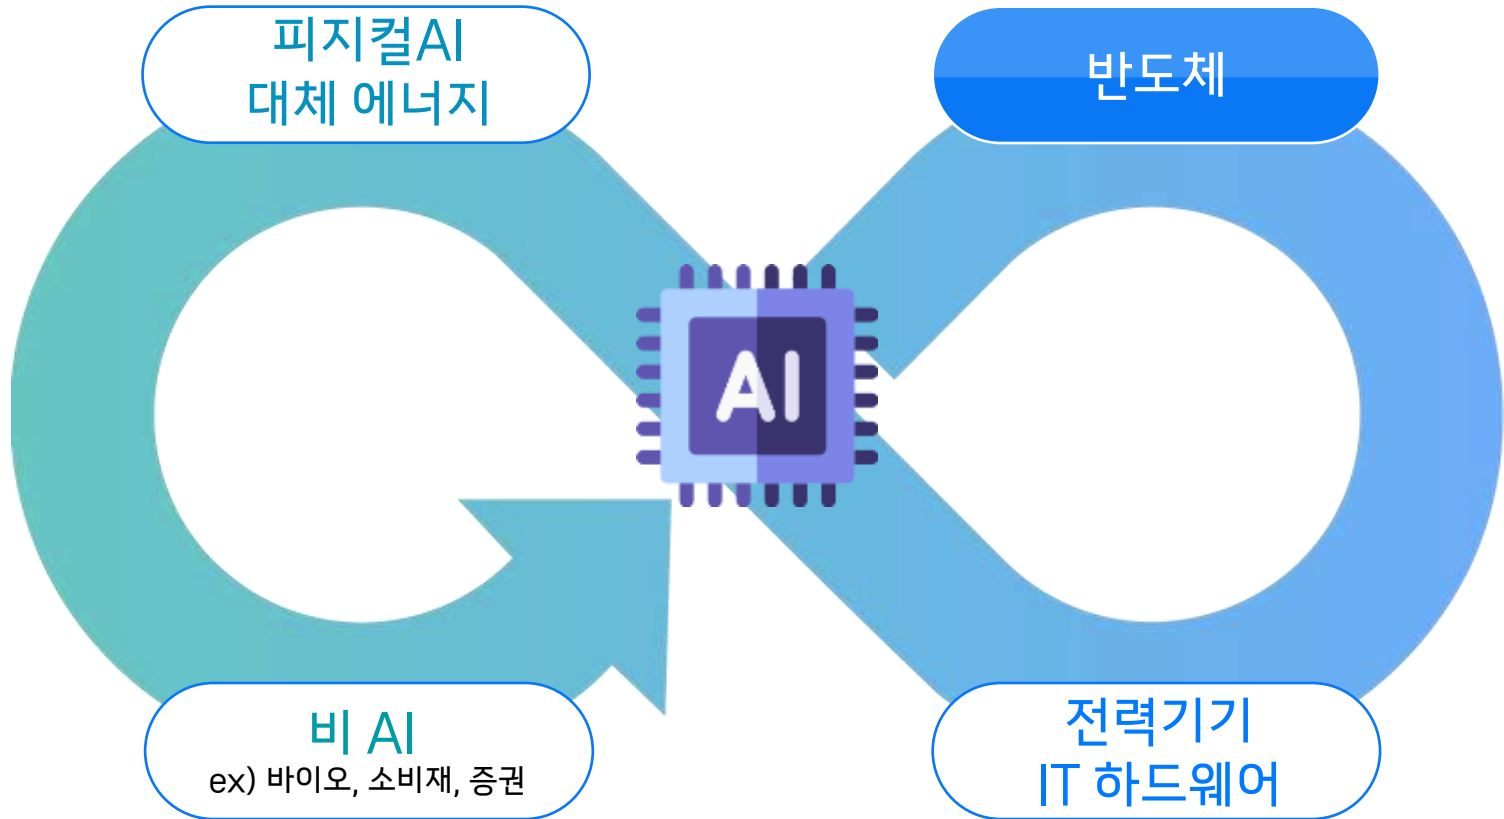 피지컬AI
대체 에너지
반도체
AI
비 AI
ex) 바이오, 소비재, 증권
전력기기
IT 하드웨어